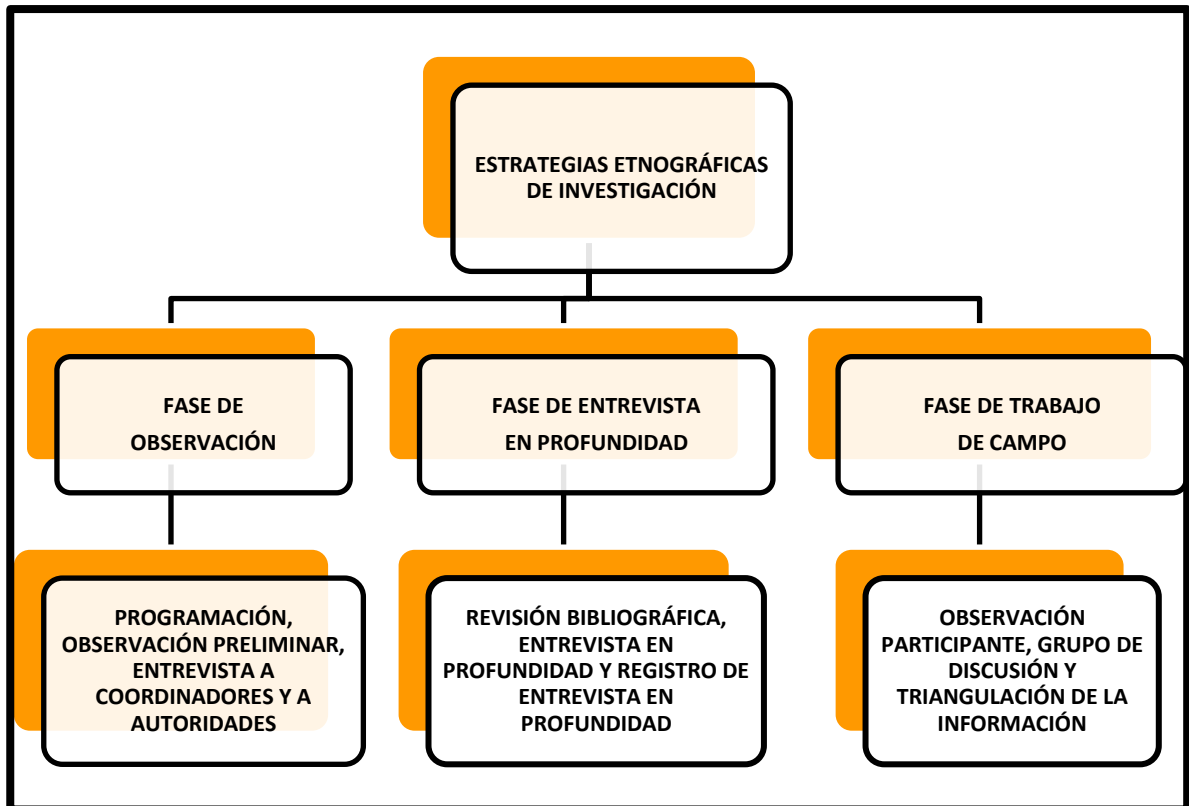 ESTRATEGIAS ETNOGRÁFICAS
DE INVESTIGACIÓN
FASE DE
OBSERVACIÓN
FASE DE ENTREVISTA
EN PROFUNDIDAD
FASE DE TRABAJO
DE CAMPO
PROGRAMACIÓN,
OBSERVACIÓN PRELIMINAR,
ENTREVISTA A
COORDINADORES Y A
AUTORIDADES
REVISIÓN BIBLIOGRÁFICA,
ENTREVISTA EN
PROFUNDIDAD Y REGISTRO DE
ENTREVISTA EN
PROFUNDIDAD
OBSERVACIÓN
PARTICIPANTE, GRUPO DE
DISCUSIÓN Y
TRIANGULACIÓN DE LA
INFORMACIÓN